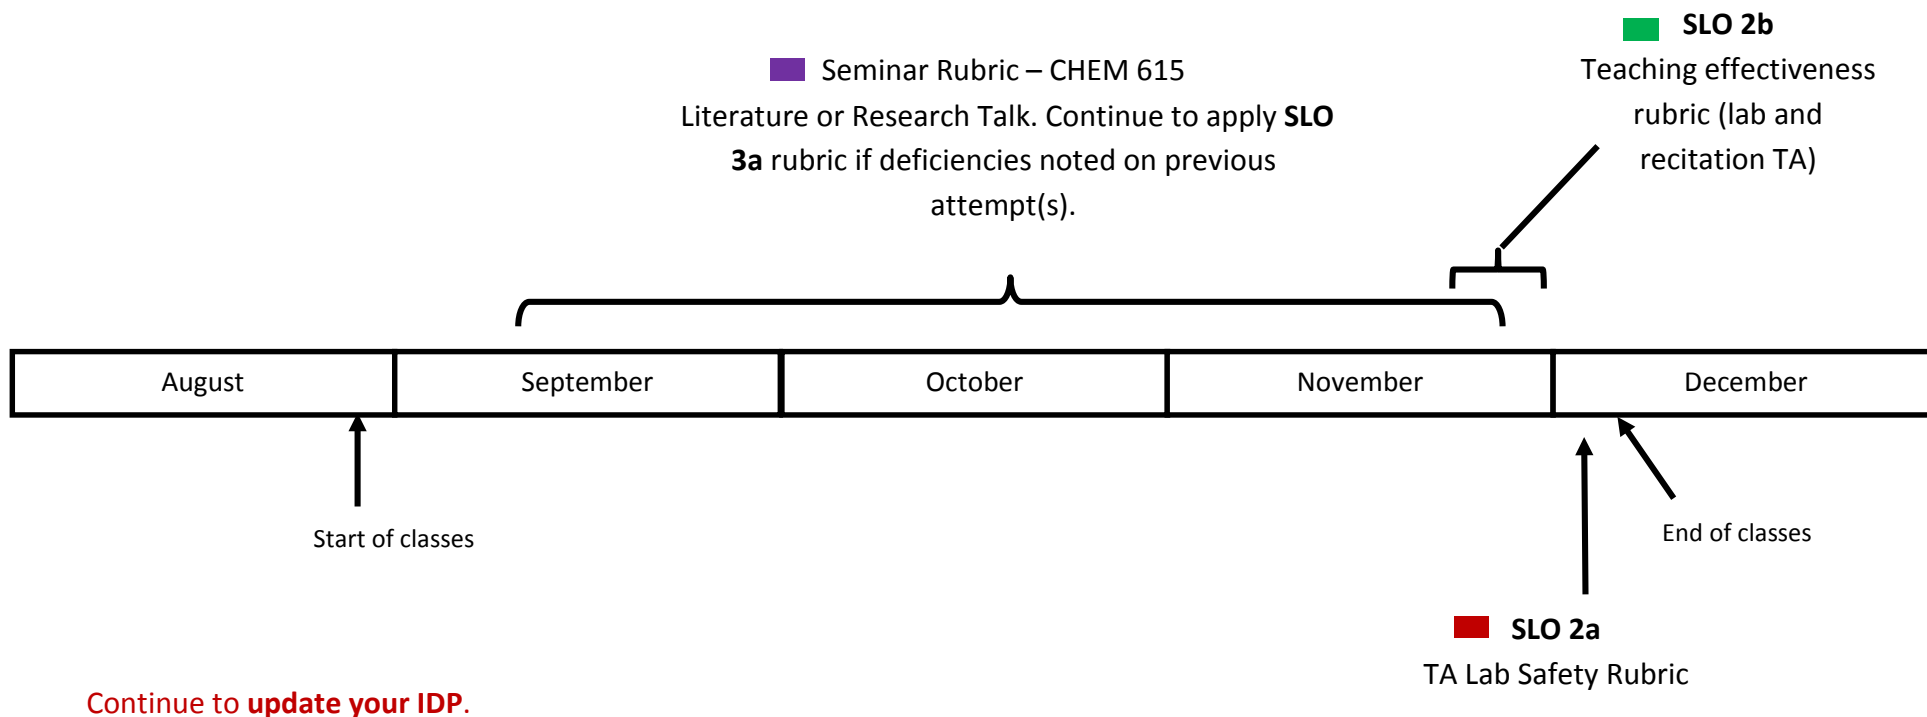 SLO 2b
Teaching effectiveness
rubric (lab and
recitation TA)
Seminar Rubric – CHEM 615
Literature or Research Talk. Continue to apply SLO
3a rubric if deficiencies noted on previous
attempt(s).
August
September
October
November
December
Start of classes
End of classes
SLO 2a
TA Lab Safety Rubric
Continue to update your IDP.